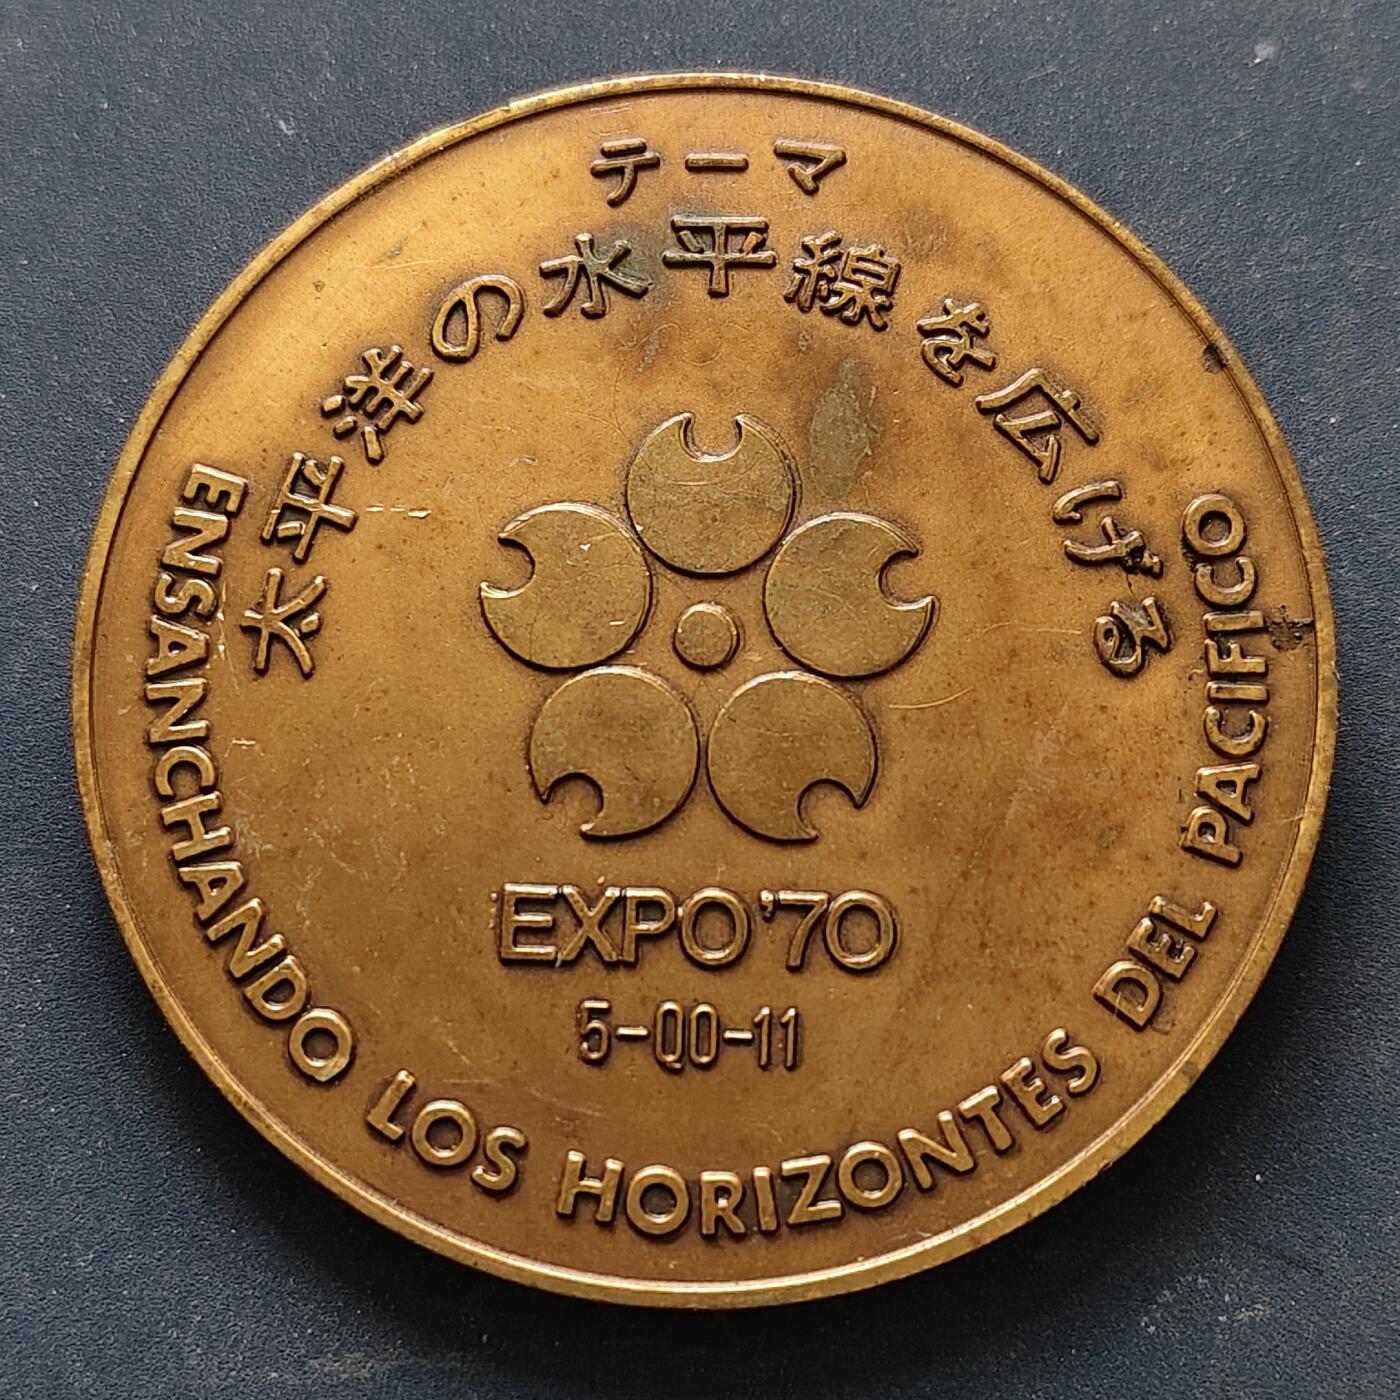 テーマ
太平洋の水平線を広げる
EXPO '70
5-QO-11
ENSANCHANDO LOS HORIZONTES DEL PACIFICO